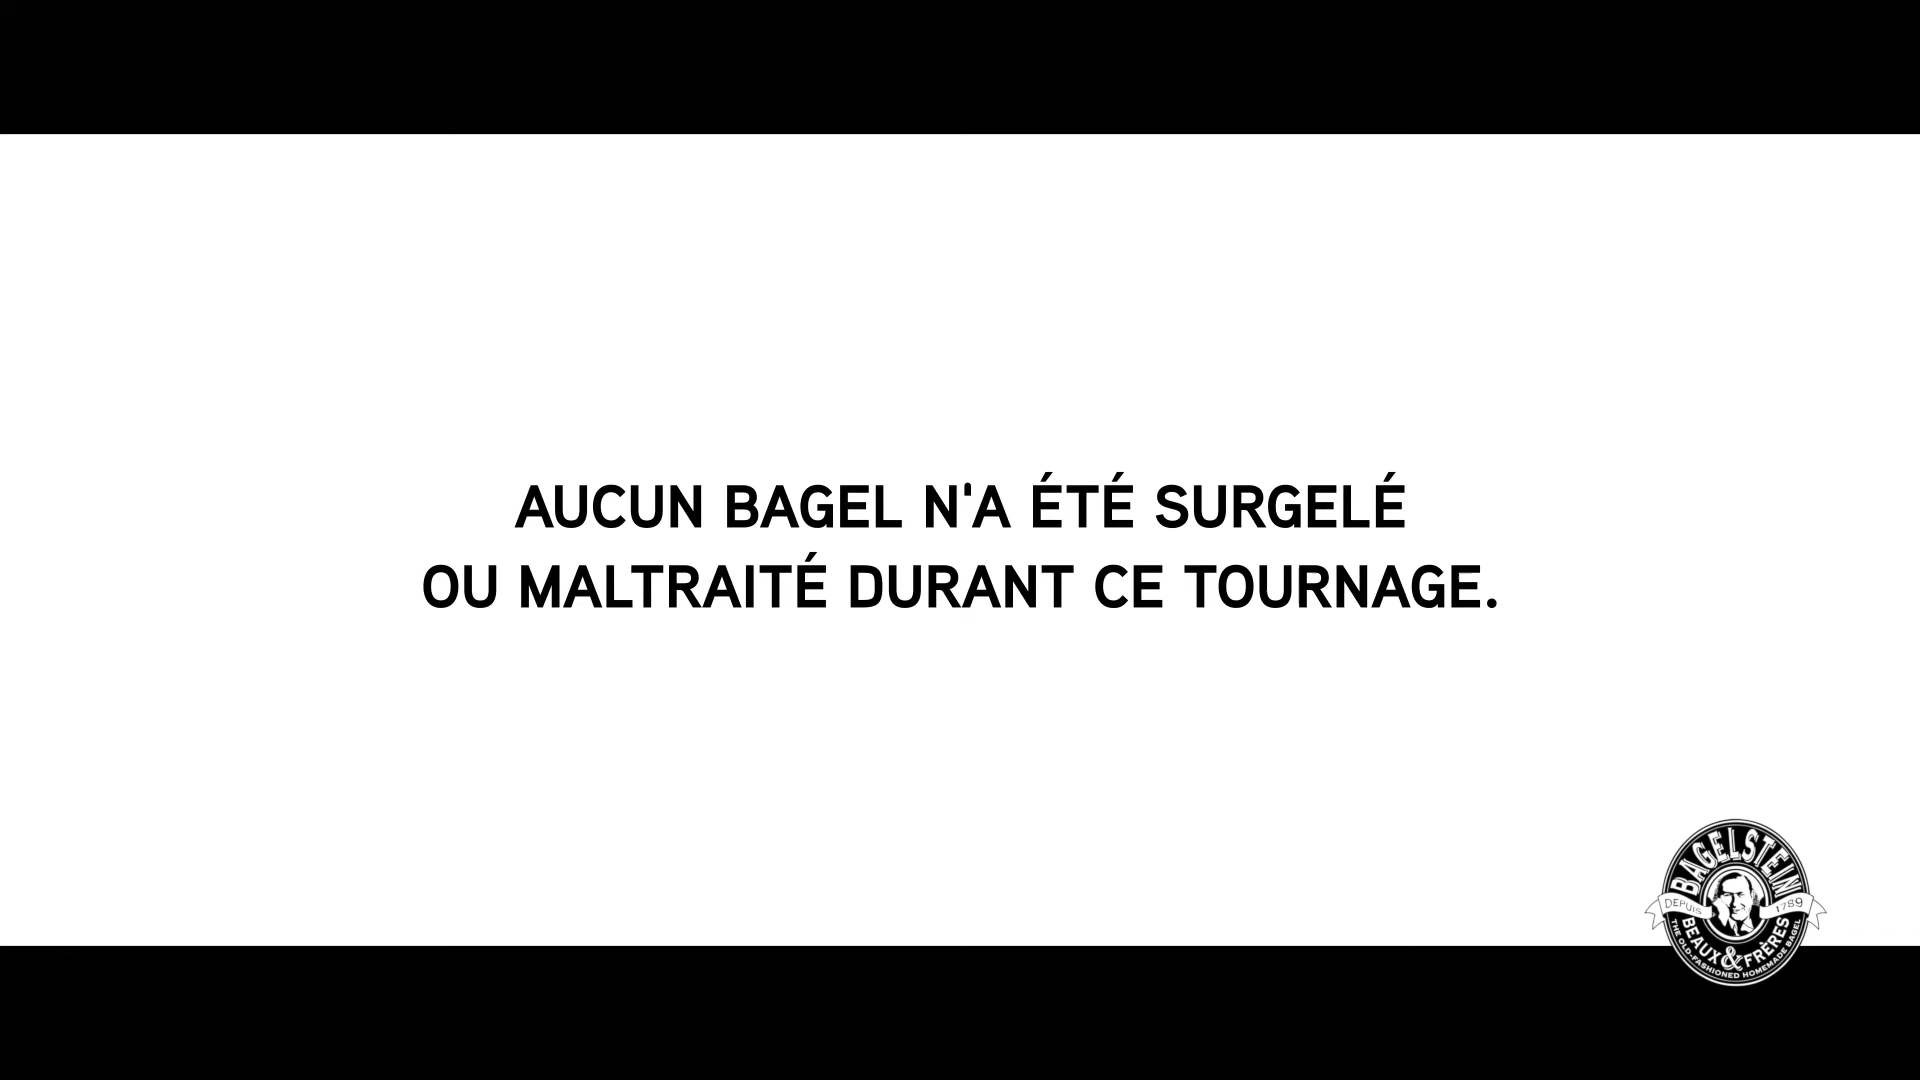 AUCUN BAGEL N'A ÉTÉ SURGELÉ
OU MALTRAITÉ DURANT CE TOURNAGE.
BAGELSTEIN
DEPUIS 1789
BEAUX & FRÈRES
THE OLD-FASHIONED HOMEMADE BAGEL